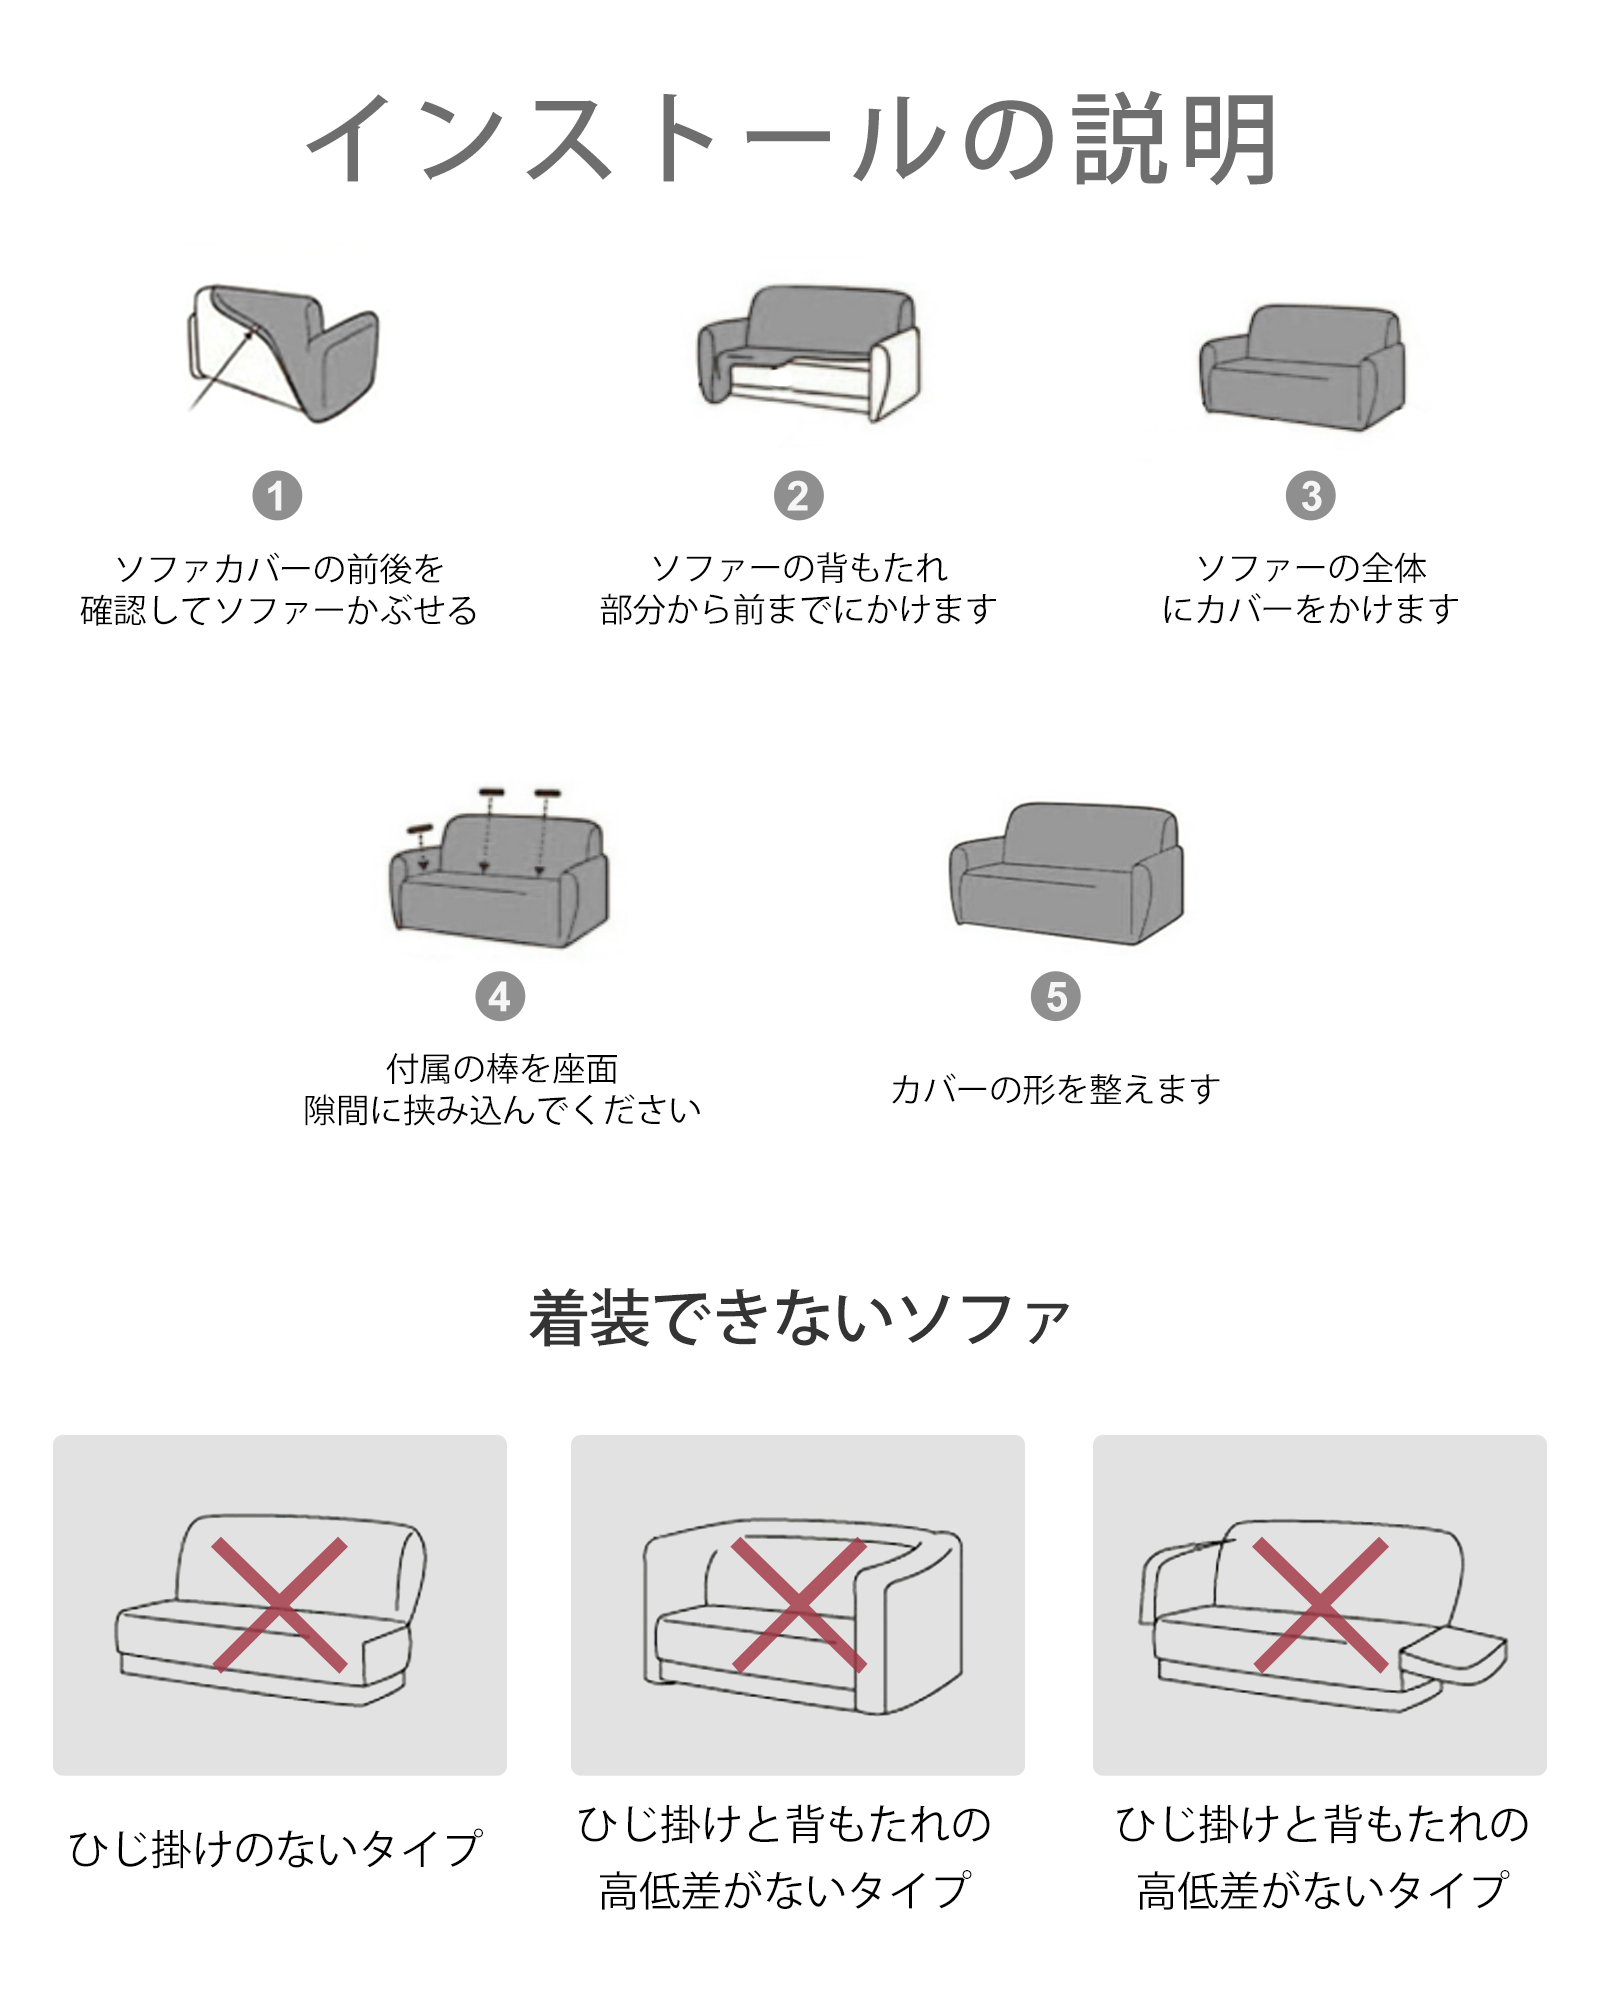 インストールの説明
1
ソファカバーの前後を
確認してソファーかぶせる
2
ソファーの背もたれ
部分から前までにかけます
3
ソファーの全体
にカバーをかけます
4
付属の棒を座面
隙間に挟み込んでください
5
カバーの形を整えます
着装できないソファ
ひじ掛けのないタイプ
ひじ掛けと背もたれの
高低差がないタイプ
ひじ掛けと背もたれの
高低差がないタイプ